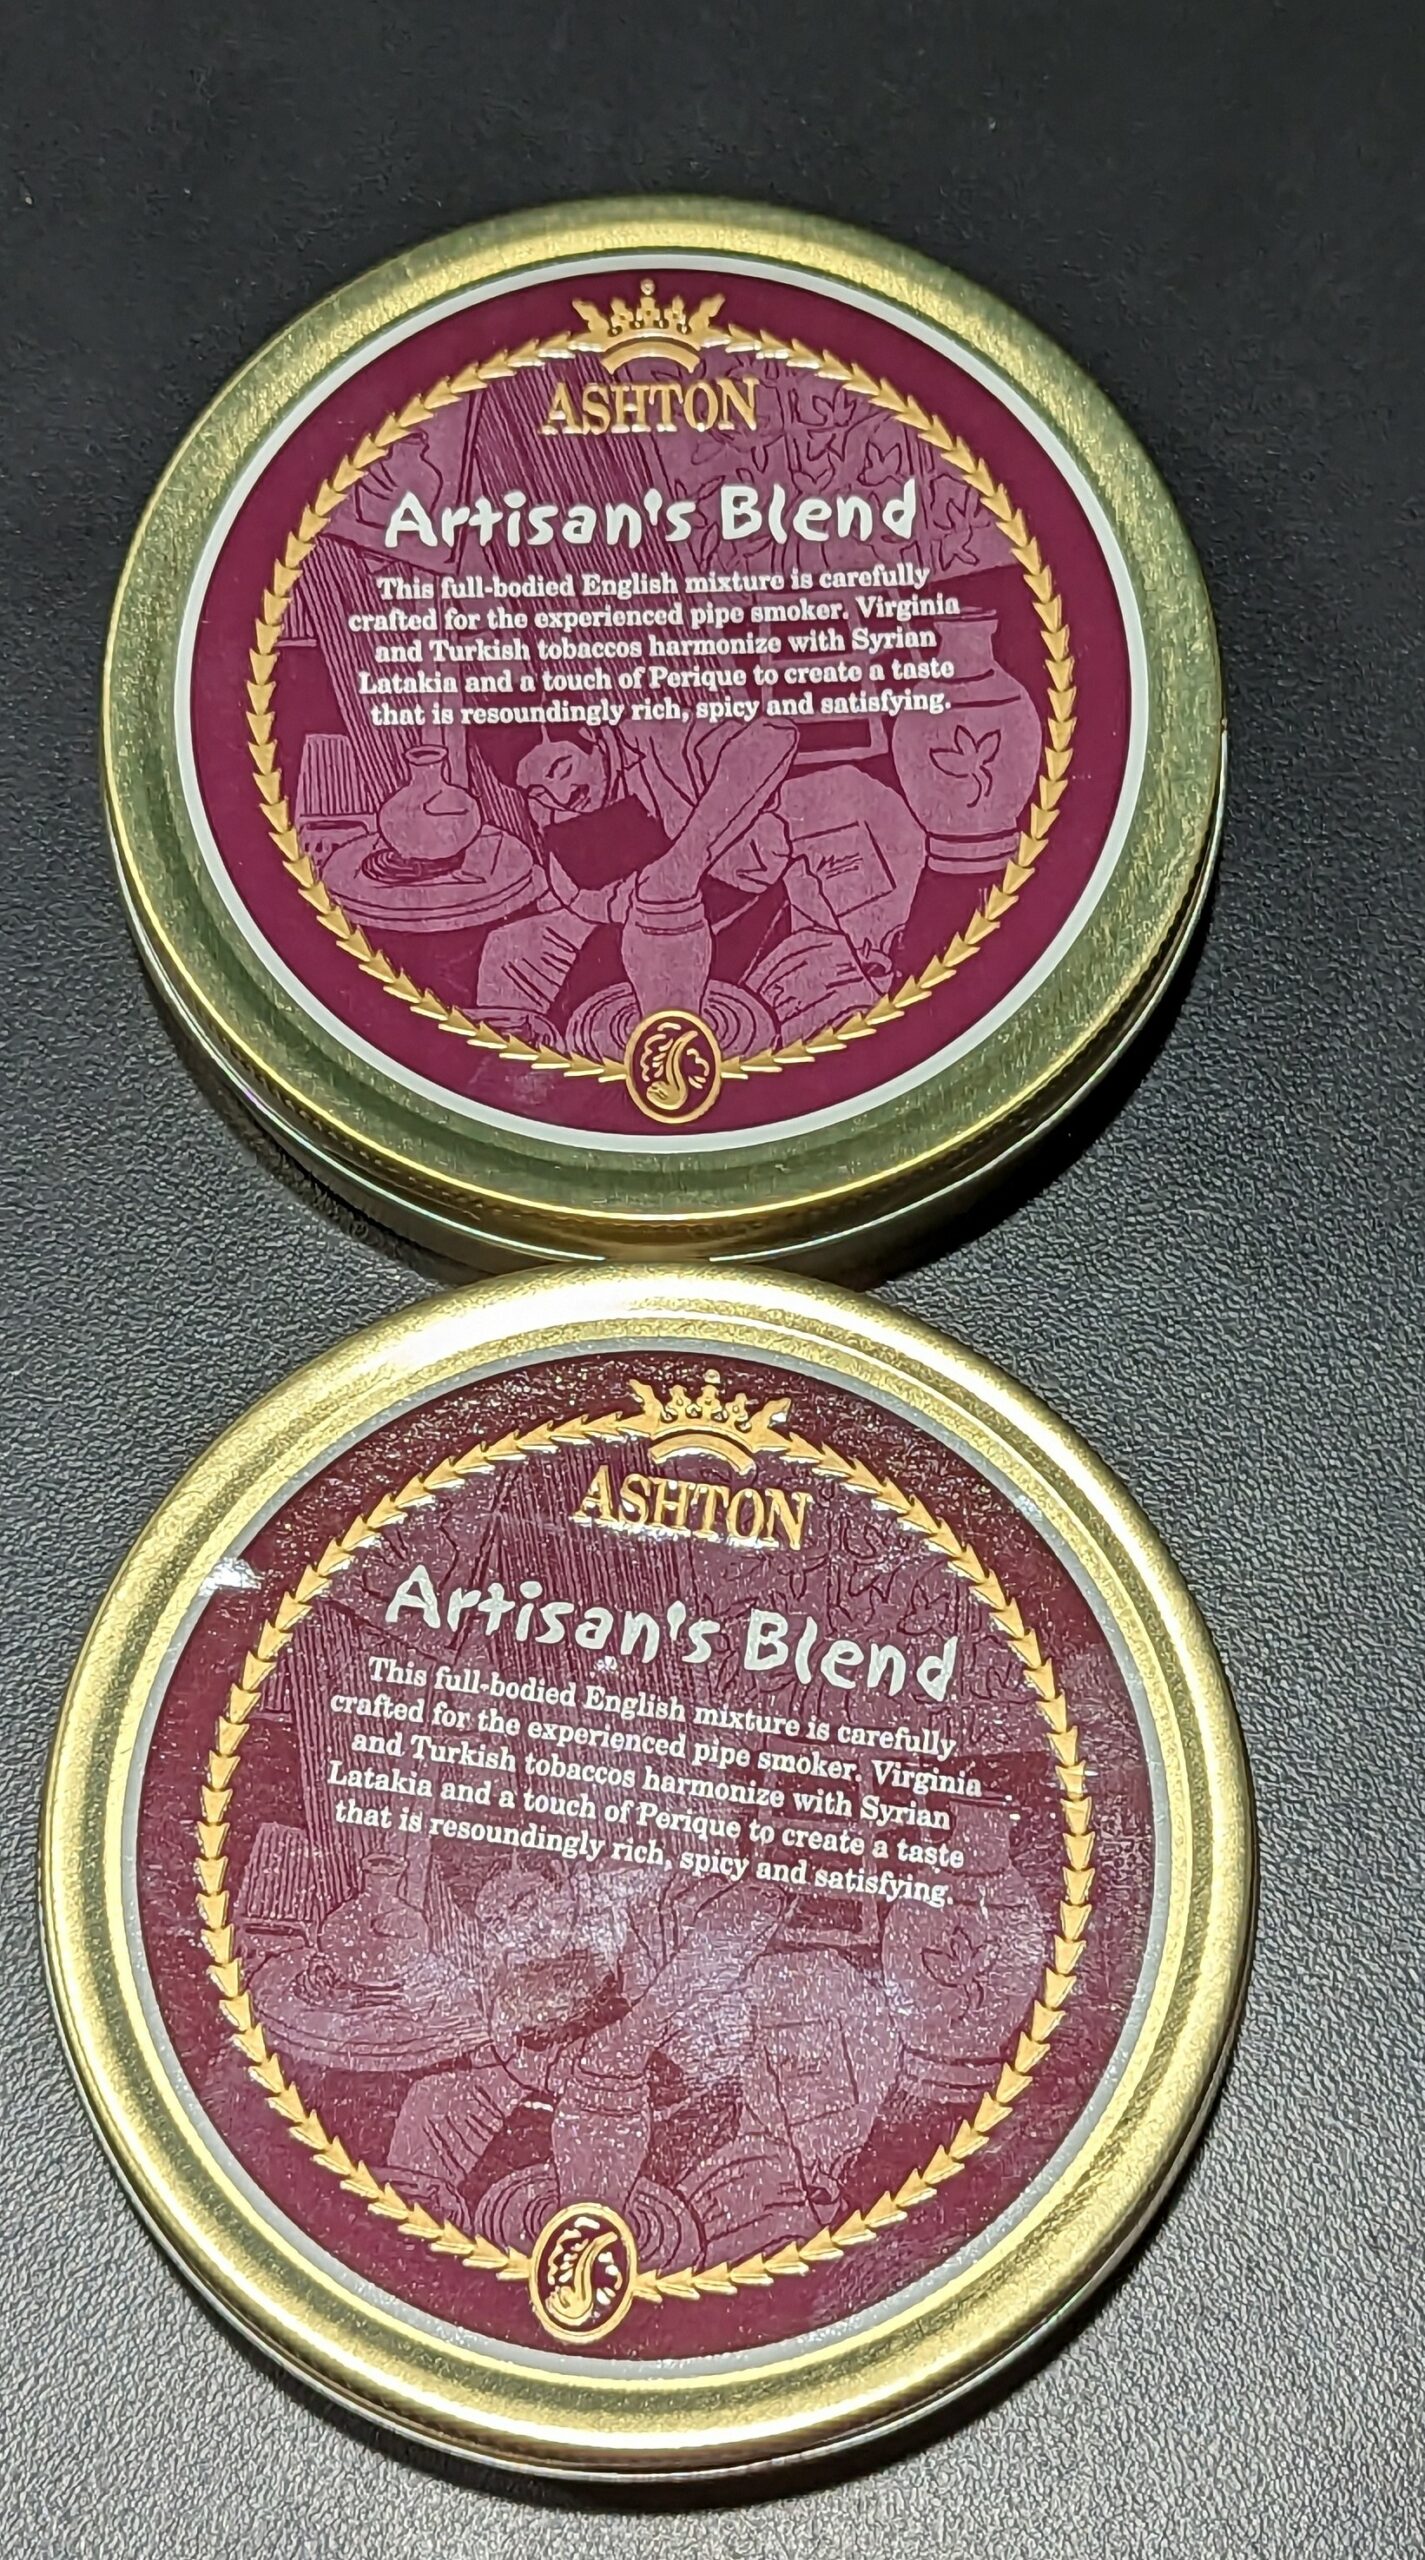 ASHTON
Artisan's Blend
This full-bodied English mixture is carefully
crafted for the experienced pipe smoker. Virginia
and Turkish tobaccos harmonize with Syrian
Latakia and a touch of Perique to create a taste
that is resoundingly rich, spicy and satisfying.
ASHTON
Artisan's Blend
This full-bodied English mixture is carefully
crafted for the experienced pipe smoker. Virginia
and Turkish tobaccos harmonize with Syrian
Latakia and a touch of Perique to create a taste
that is resoundingly rich, spicy and satisfying.